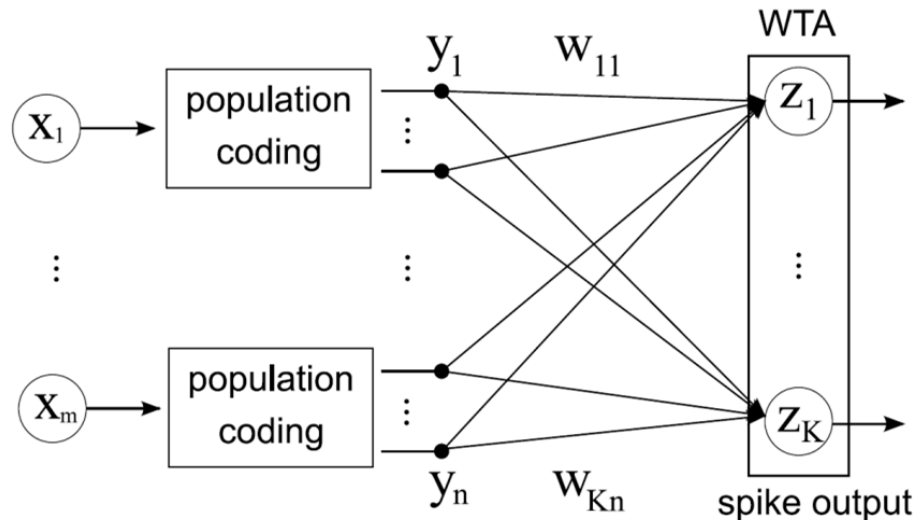 WTA
y1 w11
x1
population
coding
z1
⋮
⋮ ⋮ ⋮
xm
population
coding
⋮
zK
yn wKn
spike output